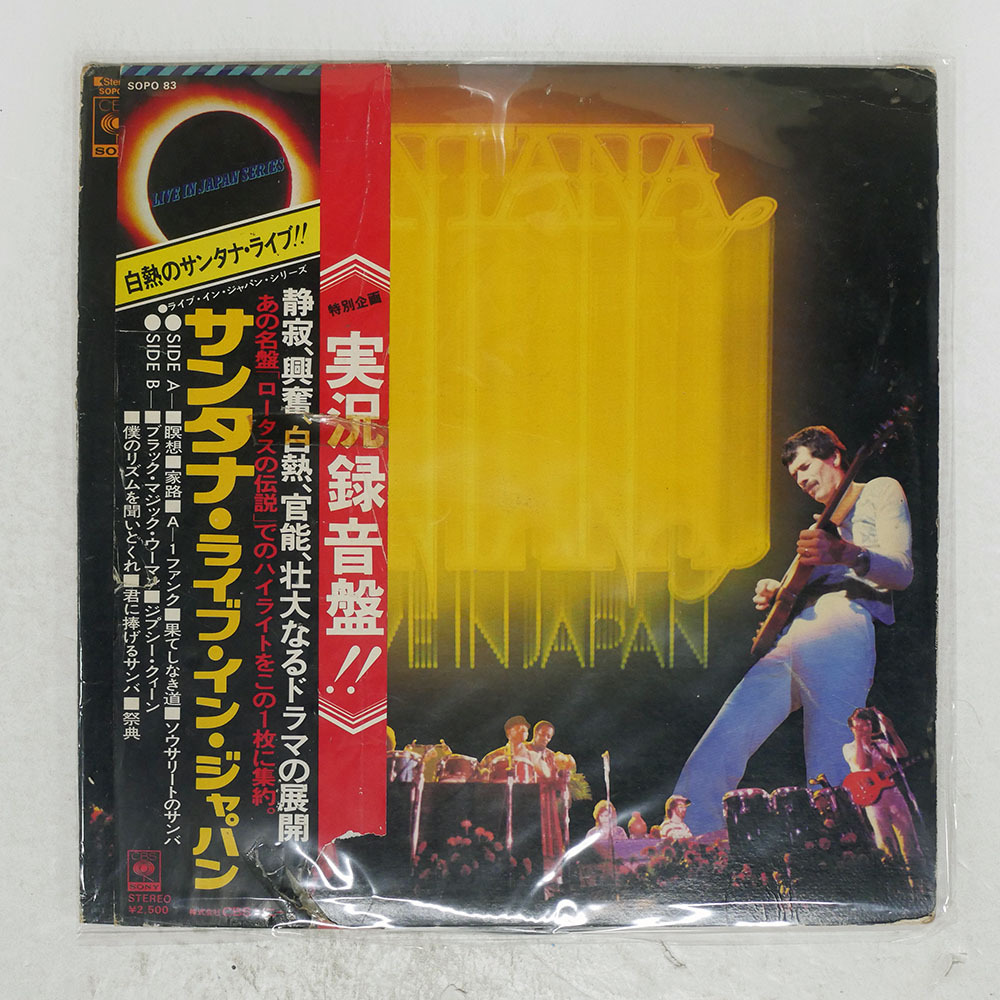 SOPO 83
LIVE IN JAPAN SERIES
白熱のサンタナ・ライブ!!
●ライブ・イン・ジャパン・シリーズ
サンタナ・ライブ・イン・ジャパン
●SIDE A—■瞑想■家路■A—1ファンク■果てしなき道■ソウサリートのサンバ
●SIDE B—■ブラック・マジック・ウーマン■ジプシー・クィーン
■僕のリズムを聞いとくれ■君に捧げるサンバ■祭典
静寂、興奮、白熱、官能、壮大なるドラマの展開
あの名盤「ロータスの伝説」でのハイライトをこの1枚に集約。
特別企画
実況録音盤!!
CBS
SONY
STEREO
¥2,500
NTANA
VE IN JAPAN